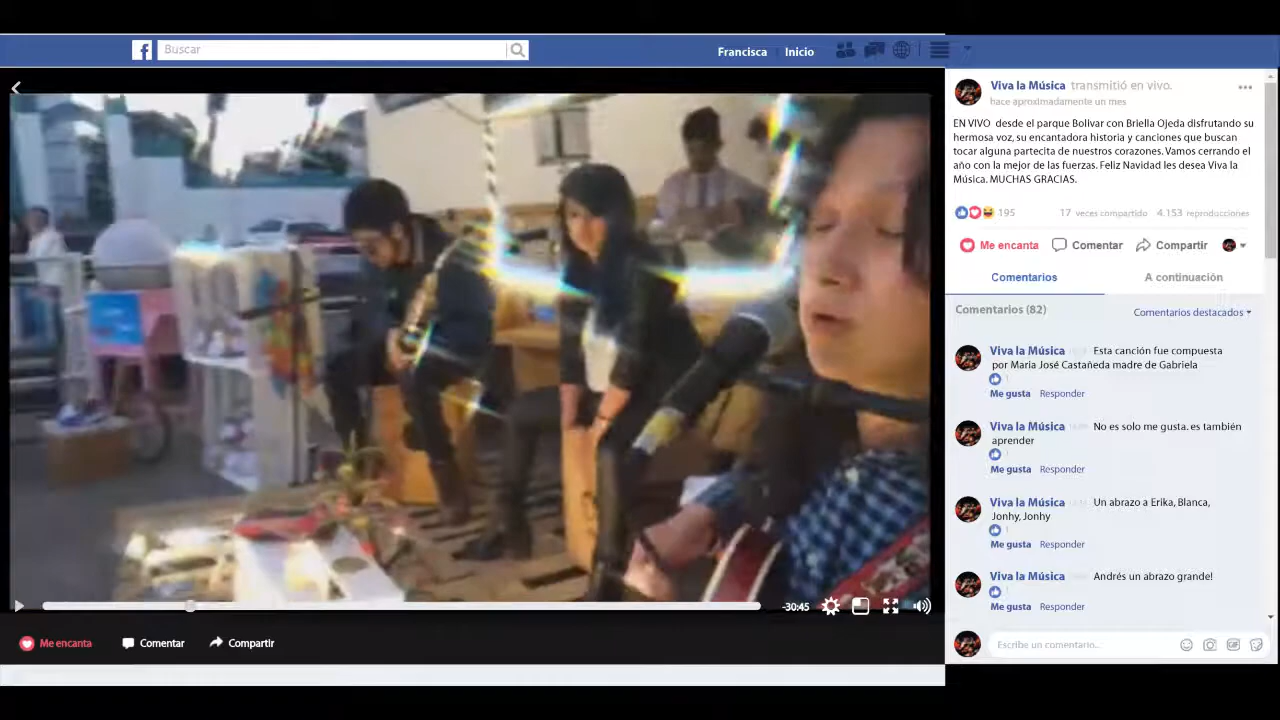 f
Buscar
Francisca
Inicio
Viva la Música transmitió en vivo.
hace aproximadamente un mes
EN VIVO desde el parque Bolivar con Briella Ojeda disfrutando su
hermosa voz, su encantadora historia y canciones que buscan
tocar alguna partecita de nuestros corazones. Vamos cerrando el
año con la mejor de las fuerzas. Feliz Navidad les desea Viva la
Música. MUCHAS GRACIAS.
195
17 veces compartido
4.153 reproducciones
Me encanta
Comentar
Compartir
Comentarios
A continuación
Comentarios (82)
Comentarios destacados
Viva la Música Esta canción fue compuesta
por Maria José Castañeda madre de Gabriela
Me gusta Responder
Viva la Música No es solo me gusta. es también
aprender
Me gusta Responder
Viva la Música Un abrazo a Erika, Blanca,
Jonhy, Jonhy
Me gusta Responder
Viva la Música Andrés un abrazo grande!
Me gusta Responder
Escribe un comentario...
GIF
-30:45
Me encanta
Comentar
Compartir